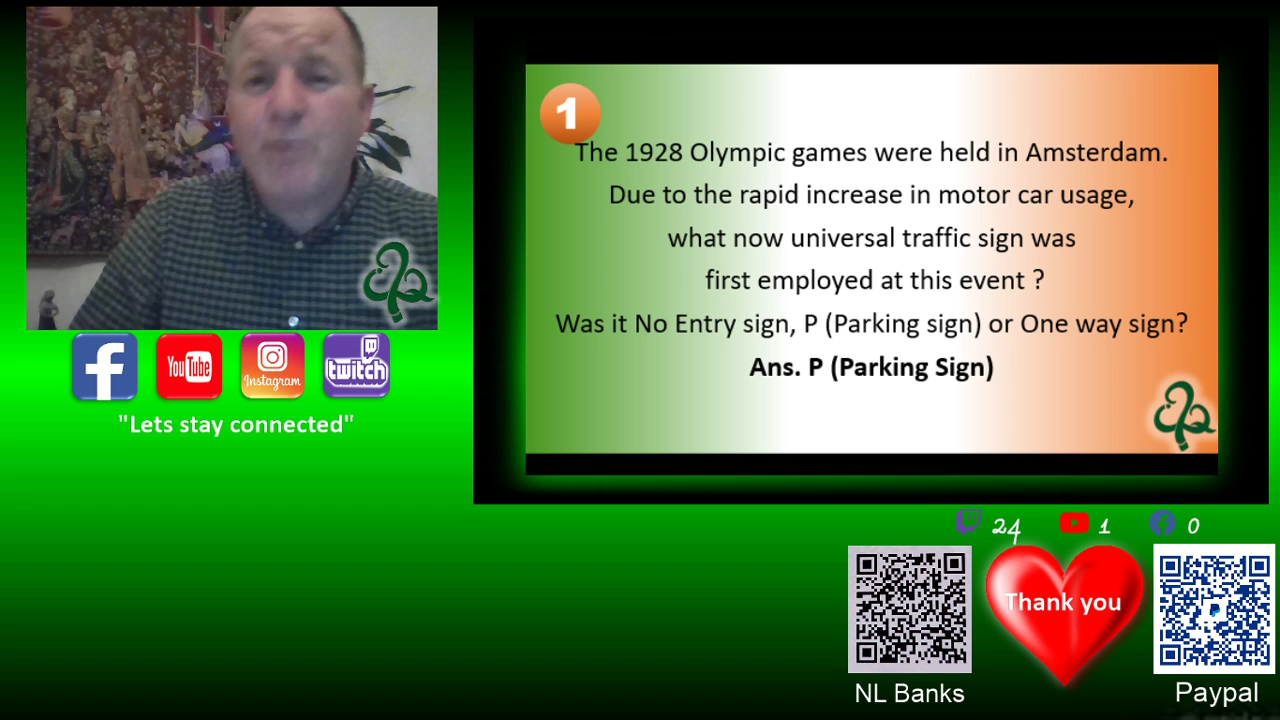 1
The 1928 Olympic games were held in Amsterdam.
Due to the rapid increase in motor car usage,
what now universal traffic sign was
first employed at this event ?
Was it No Entry sign, P (Parking sign) or One way sign?
Ans. P (Parking Sign)
f
YouTube
Instagram
twitch
"Lets stay connected"
24 1 0
Thank you
NL Banks
Paypal